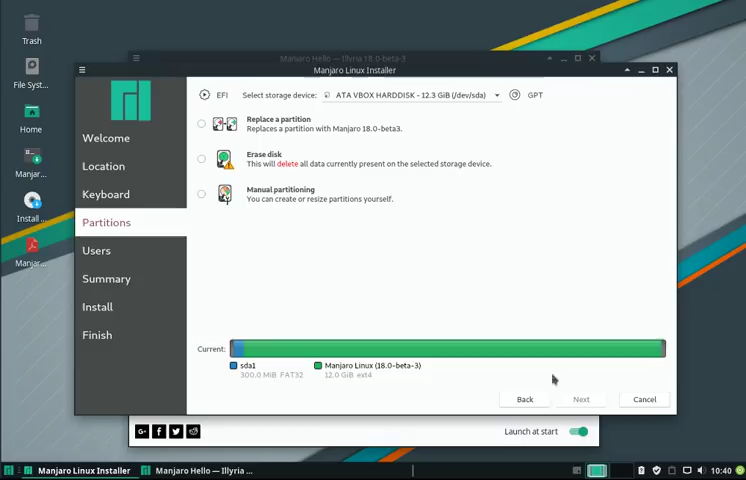 Trash
File Syst...
Home
Manjar...
Install ...
Manjar...
Manjaro Hello — Illyria 18.0-beta-3
Manjaro Linux Installer
EFI
Select storage device:
ATA VBOX HARDDISK - 12.3 GiB (/dev/sda)
GPT
Welcome
Location
Keyboard
Partitions
Users
Summary
Install
Finish
Replace a partition
Replaces a partition with Manjaro 18.0-beta3.
Erase disk
This will delete all data currently present on the selected storage device.
Manual partitioning
You can create or resize partitions yourself.
Current:
sda1
300.0 MiB FAT32
Manjaro Linux (18.0-beta-3)
12.0 GiB ext4
Back
Next
Cancel
G+
Launch at start
Manjaro Linux Installer
Manjaro Hello — Illyria ...
10:40